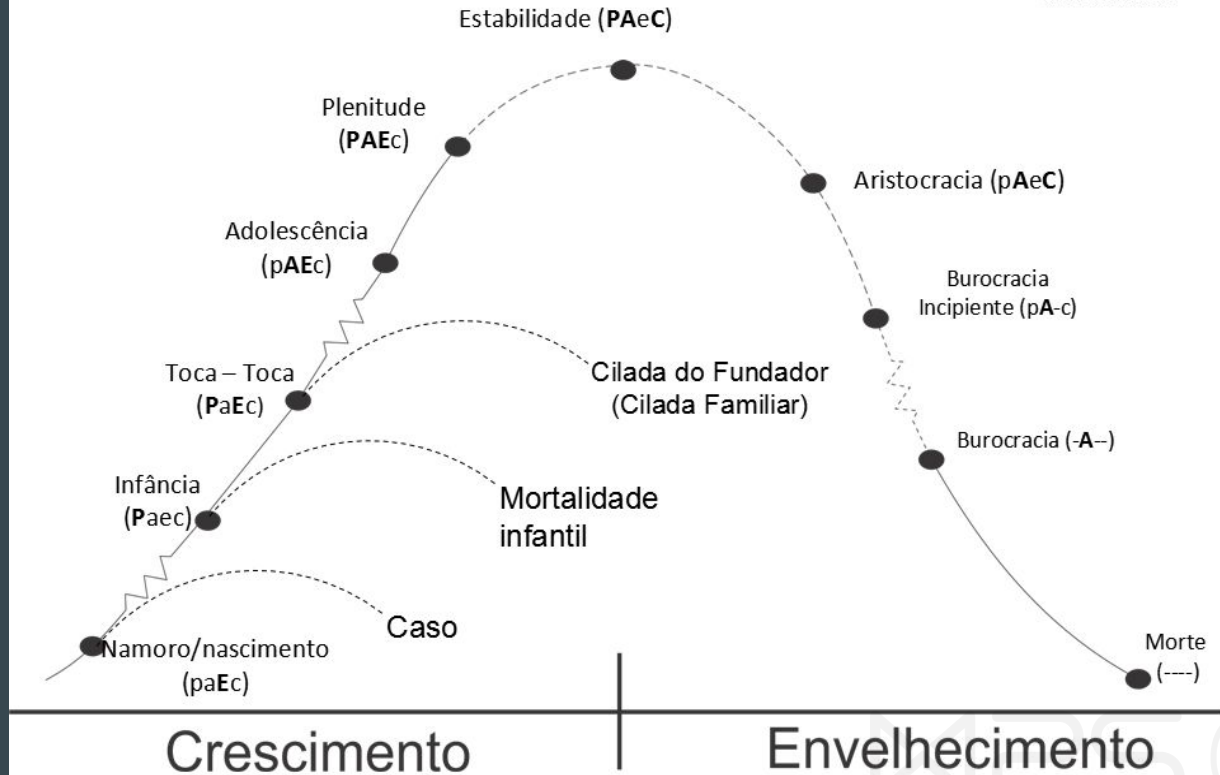 Estabilidade (PAeC)
Plenitude
(PAEc)
Aristocracia (pAeC)
Adolescência
(pAEc)
Burocracia
Incipiente (pA-c)
Toca – Toca
(PaEc)
Cilada do Fundador
(Cilada Familiar)
Burocracia (-A--)
Infância
(Paec)
Mortalidade
infantil
Caso
Namoro/nascimento
(paEc)
Morte
(----)
Crescimento
Envelhecimento